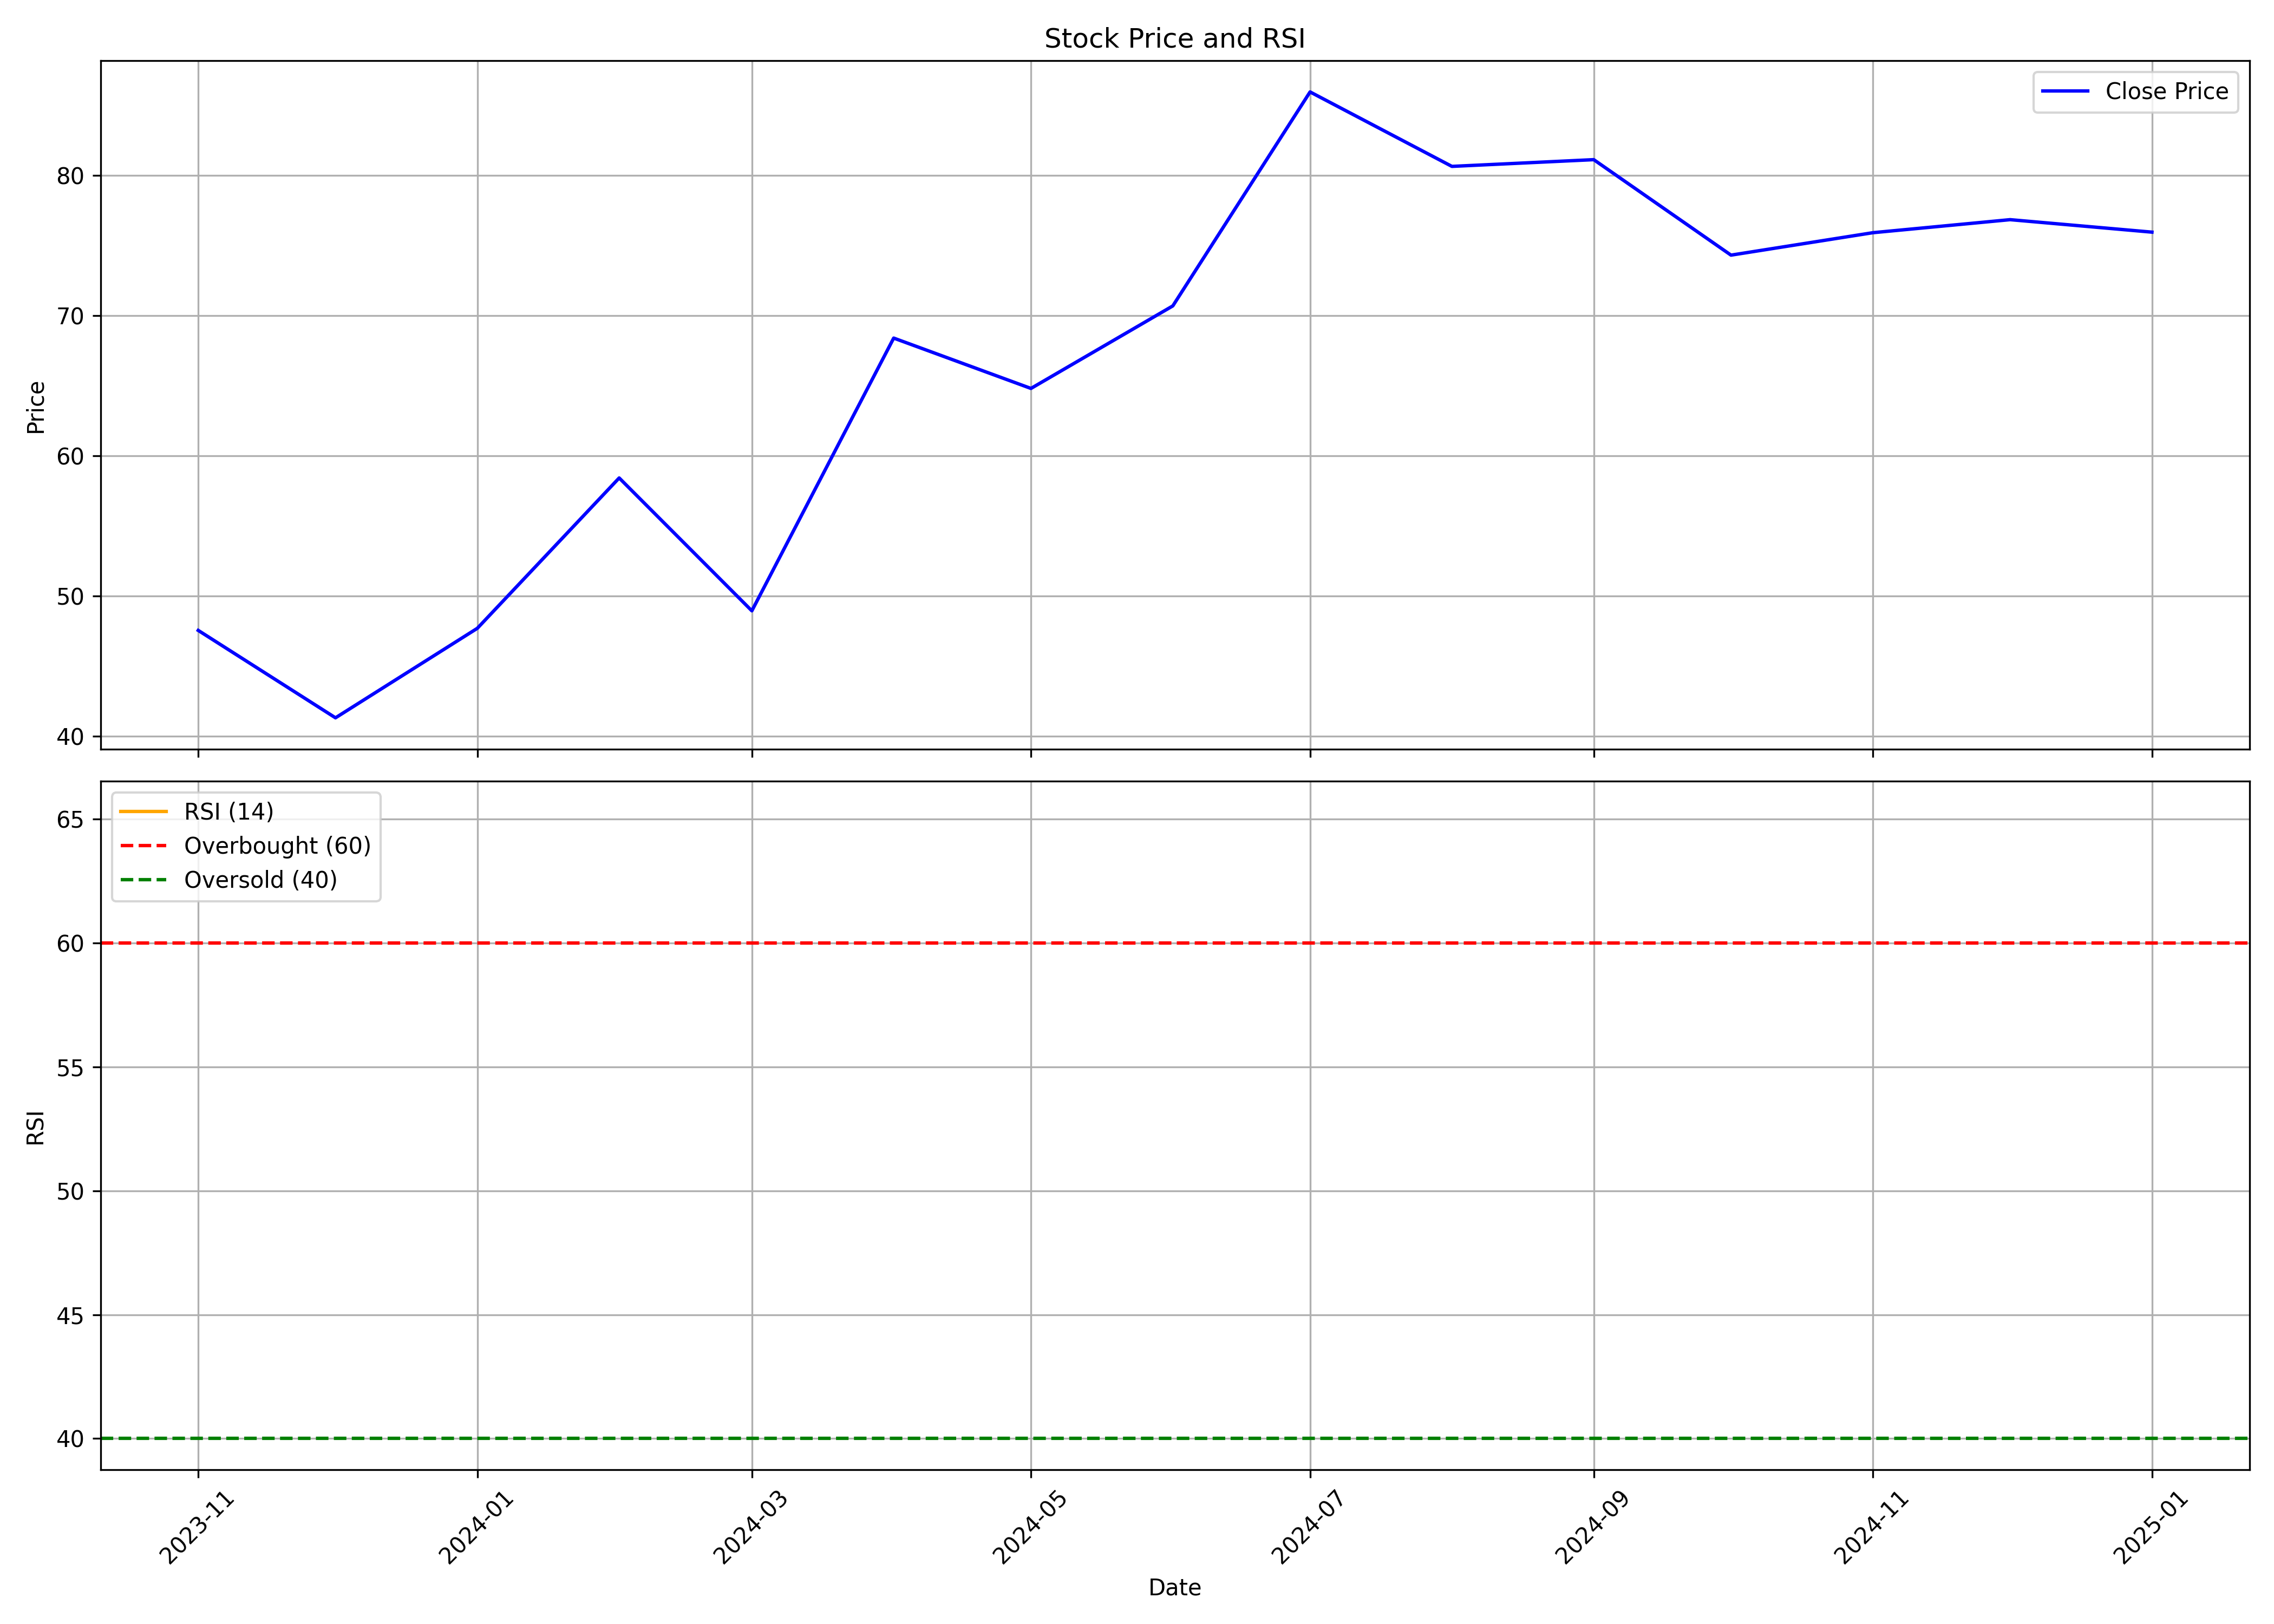 Stock Price and RSI
Close Price
Price
80
70
60
50
40
RSI (14)
Overbought (60)
Oversold (40)
RSI
65
60
55
50
45
40
2023-11
2024-01
2024-03
2024-05
2024-07
2024-09
2024-11
2025-01
Date